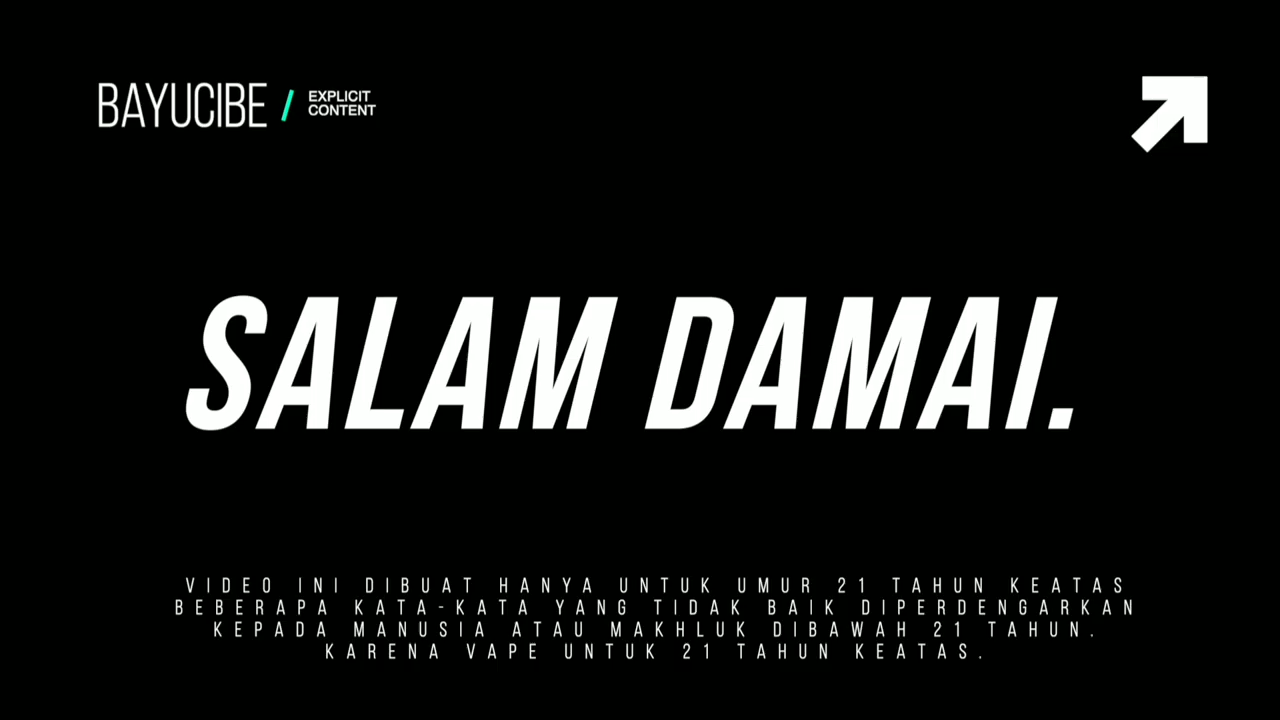 BAYUCIBE / EXPLICIT
CONTENT
SALAM DAMAI.
VIDEO INI DIBUAT HANYA UNTUK UMUR 21 TAHUN KEATAS
BEBERAPA KATA-KATA YANG TIDAK BAIK DIPERDENGARKAN
KEPADA MANUSIA ATAU MAKHLUK DIBAWAH 21 TAHUN.
KARENA VAPE UNTUK 21 TAHUN KEATAS.